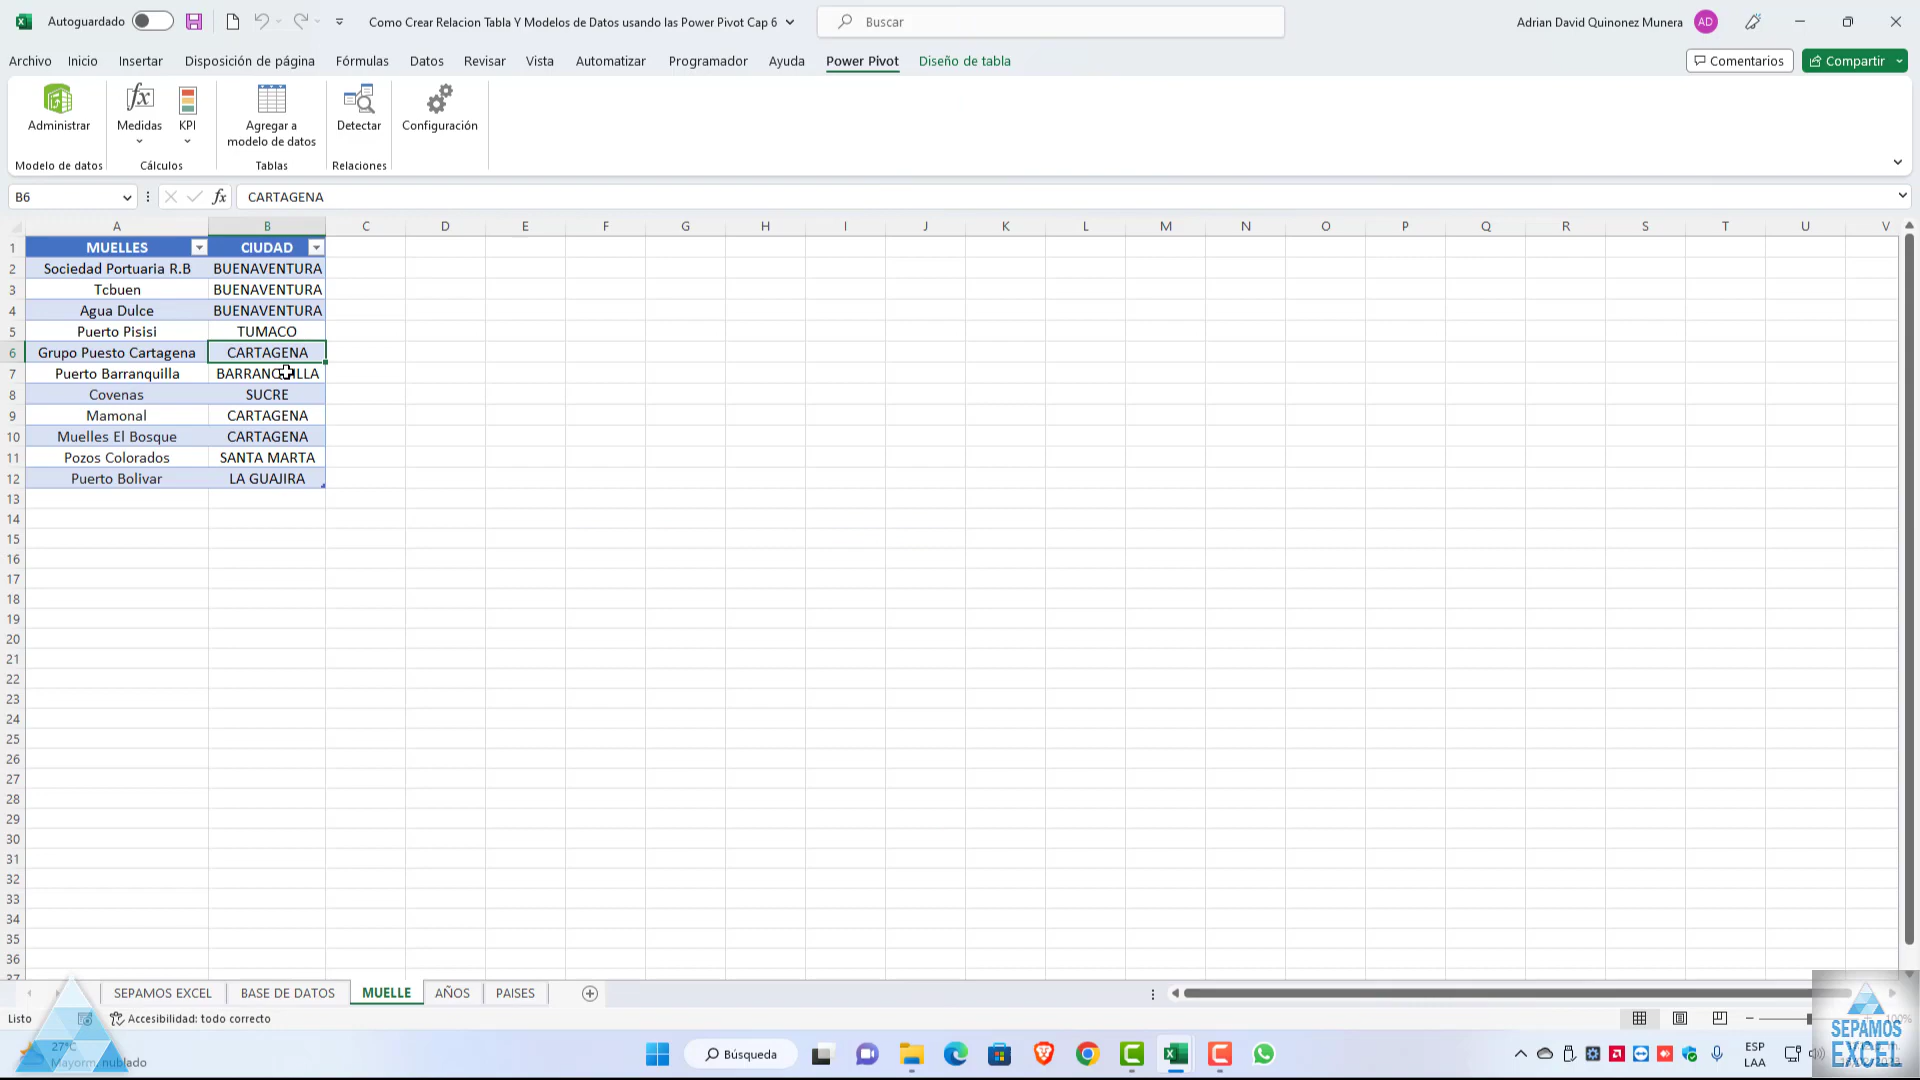 Autoguardado
Como Crear Relacion Tabla Y Modelos de Datos usando las Power Pivot Cap 6
Buscar
Adrian David Quinonez Munera
AD
Archivo Inicio Insertar Disposición de página Fórmulas Datos Revisar Vista Automatizar Programador Ayuda Power Pivot Diseño de tabla
Comentarios
Compartir
Administrar
Medidas
KPI
Agregar a
modelo de datos
Detectar
Configuración
Modelo de datos
Cálculos
Tablas
Relaciones
B6
fx
CARTAGENA
A B C D E F G H I J K L M N O P Q R S T U V
1 MUELLES CIUDAD
2 Sociedad Portuaria R.B BUENAVENTURA
3 Tcbuen BUENAVENTURA
4 Agua Dulce BUENAVENTURA
5 Puerto Pisisi TUMACO
6 Grupo Puesto Cartagena CARTAGENA
7 Puerto Barranquilla BARRANQUILLA
8 Covenas SUCRE
9 Mamonal CARTAGENA
10 Muelles El Bosque CARTAGENA
11 Pozos Colorados SANTA MARTA
12 Puerto Bolivar LA GUAJIRA
13
14
15
16
17
18
19
20
21
22
23
24
25
26
27
28
29
30
31
32
33
34
35
36
37
SEPAMOS EXCEL BASE DE DATOS MUELLE AÑOS PAISES
Listo
Accesibilidad: todo correcto
100%
27°C
Mayorm. nublado
Búsqueda
ESP
LAA
SEPAMOS
EXCEL